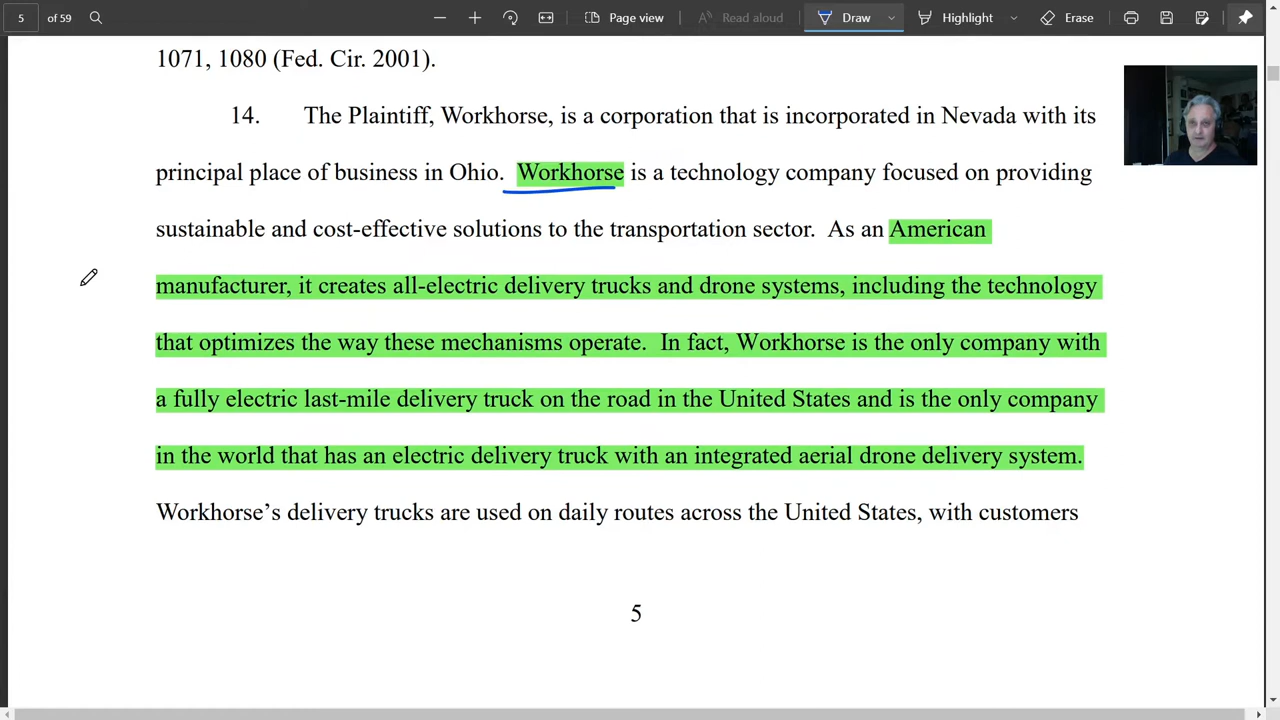 5 of 59 Page view Read aloud Draw Highlight Erase
1071, 1080 (Fed. Cir. 2001).
14. The Plaintiff, Workhorse, is a corporation that is incorporated in Nevada with its
principal place of business in Ohio. Workhorse is a technology company focused on providing
sustainable and cost-effective solutions to the transportation sector. As an American
manufacturer, it creates all-electric delivery trucks and drone systems, including the technology
that optimizes the way these mechanisms operate. In fact, Workhorse is the only company with
a fully electric last-mile delivery truck on the road in the United States and is the only company
in the world that has an electric delivery truck with an integrated aerial drone delivery system.
Workhorse’s delivery trucks are used on daily routes across the United States, with customers
5